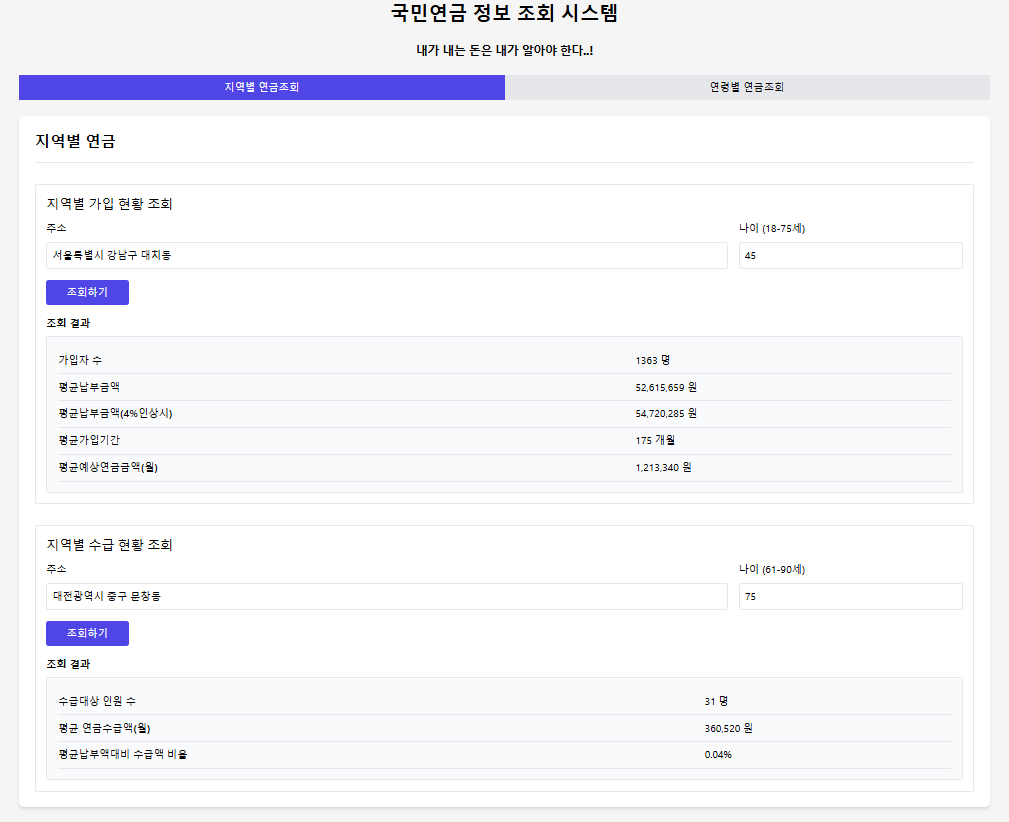 국민연금 정보 조회 시스템
내가 내는 돈은 내가 알아야 한다..!
지역별 연금조회 연령별 연금조회
지역별 연금
지역별 가입 현황 조회
주소 나이 (18-75세)
서울특별시 강남구 대치동 45
조회하기
조회 결과
가입자 수 1363 명
평균납부금액 52,615,659 원
평균납부금액(4%인상시) 54,720,285 원
평균가입기간 175 개월
평균예상연금금액(월) 1,213,340 원
지역별 수급 현황 조회
주소 나이 (61-90세)
대전광역시 중구 문창동 75
조회하기
조회 결과
수급대상 인원 수 31 명
평균 연금수급액(월) 360,520 원
평균납부액대비 수급액 비율 0.04%